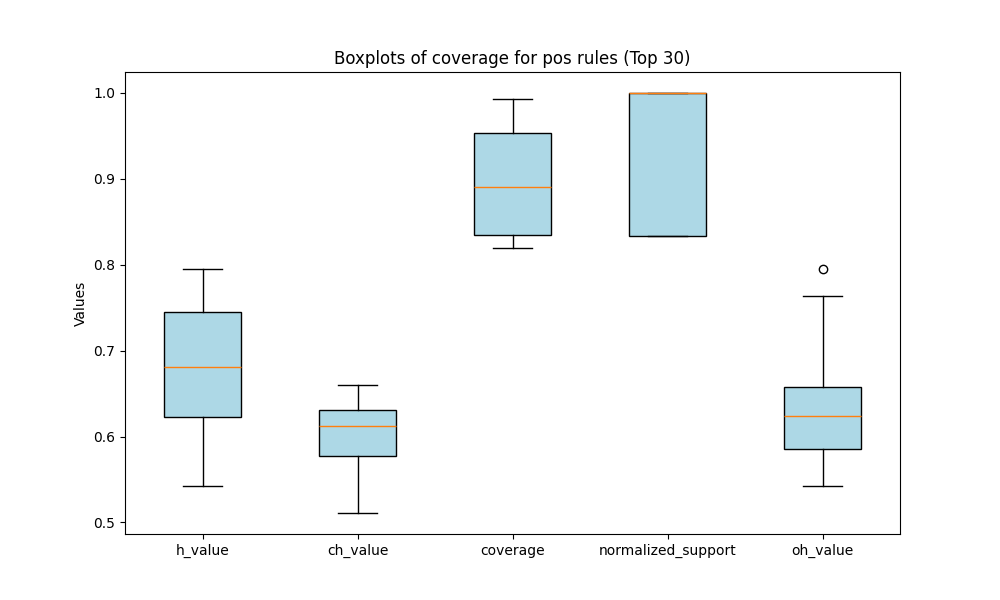 Boxplots of coverage for pos rules (Top 30)
1.0
0.9
0.8
0.7
0.6
0.5
Values
h_value
ch_value
coverage
normalized_support
oh_value